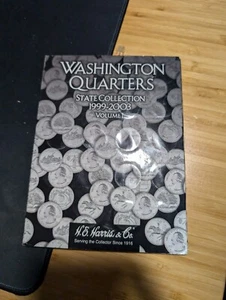 WASHINGTON
QUARTERS
STATE COLLECTION
1999-2003
VOLUME I
H.E. Harris & Co.
Serving the Collector Since 1916